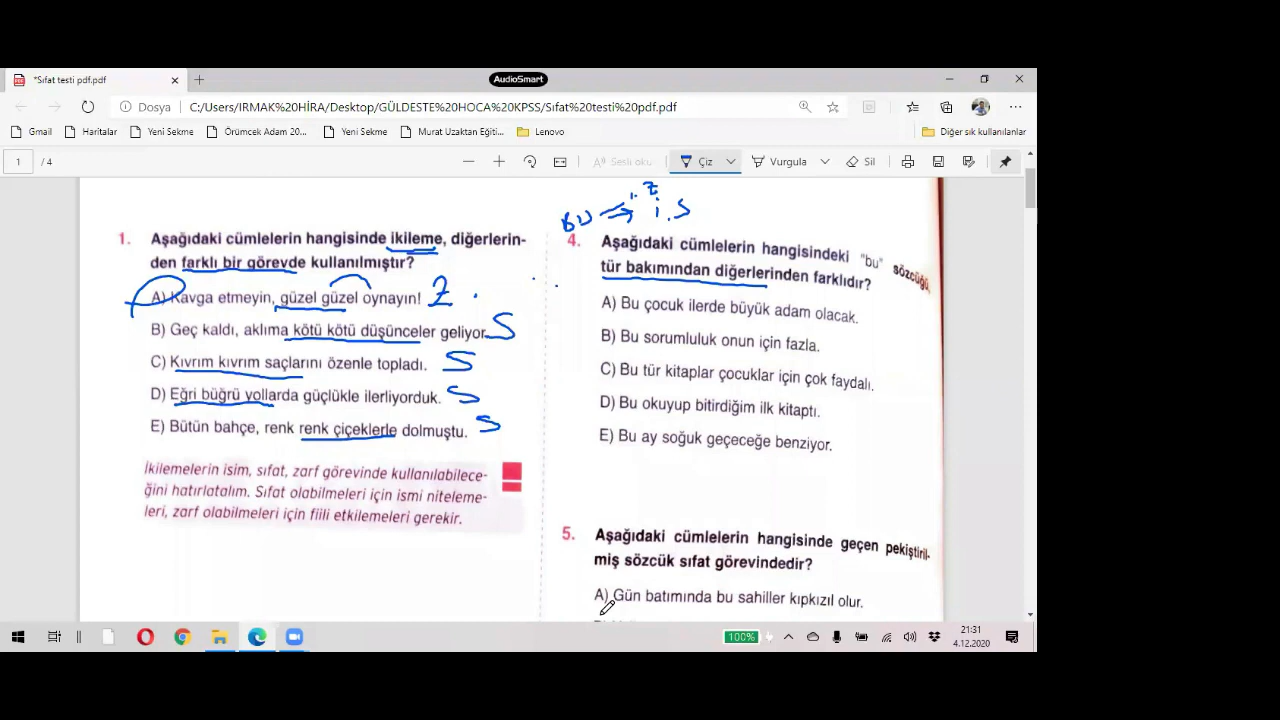 AudioSmart
*Sıfat testi pdf.pdf
Dosya C:/Users/IRMAK%20HİRA/Desktop/GÜLDESTE%20HOCA%20KPSS/Sıfat%20testi%20pdf.pdf
Gmail Haritalar Yeni Sekme Örümcek Adam 20... Yeni Sekme Murat Uzaktan Eğiti... Lenovo Diğer sık kullanılanlar
1 / 4 Sesli oku Çiz Vurgula Sil
1. Aşağıdaki cümlelerin hangisinde ikileme, diğerlerin-
den farklı bir görevde kullanılmıştır?
A) Kavga etmeyin, güzel güzel oynayın! Z.
B) Geç kaldı, aklıma kötü kötü düşünceler geliyor. S
C) Kıvrım kıvrım saçlarını özenle topladı. S
D) Eğri büğrü yollarda güçlükle ilerliyorduk. S
E) Bütün bahçe, renk renk çiçeklerle dolmuştu. S
İkilemelerin isim, sıfat, zarf görevinde kullanılabilece-
ğini hatırlatalım. Sıfat olabilmeleri için ismi niteleme-
leri, zarf olabilmeleri için fiili etkilemeleri gerekir.
i. Z
BU i.S
4. Aşağıdaki cümlelerin hangisindeki "bu" sözcüğü,
tür bakımından diğerlerinden farklıdır?
A) Bu çocuk ilerde büyük adam olacak.
B) Bu sorumluluk onun için fazla.
C) Bu tür kitaplar çocuklar için çok faydalı.
D) Bu okuyup bitirdiğim ilk kitaptı.
E) Bu ay soğuk geçeceğe benziyor.
5. Aşağıdaki cümlelerin hangisinde geçen pekiştiril-
miş sözcük sıfat görevindedir?
A) Gün batımında bu sahiller kıpkızıl olur.
100% 21:31
4.12.2020